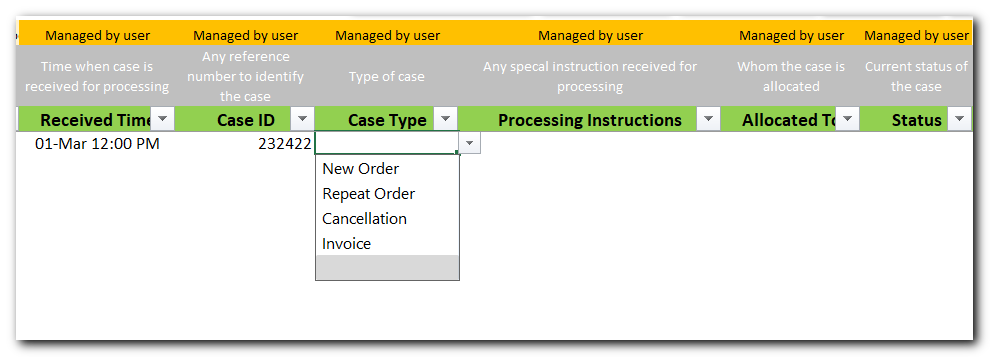 Managed by user Managed by user Managed by user Managed by user Managed by user Managed by user
Time when case is
received for processing
Any reference
number to identify
the case
Type of case
Any specal instruction received for
processing
Whom the case is
allocated
Current status of
the case
Received Time Case ID Case Type Processing Instructions Allocated To Status
01-Mar 12:00 PM 232422
New Order
Repeat Order
Cancellation
Invoice